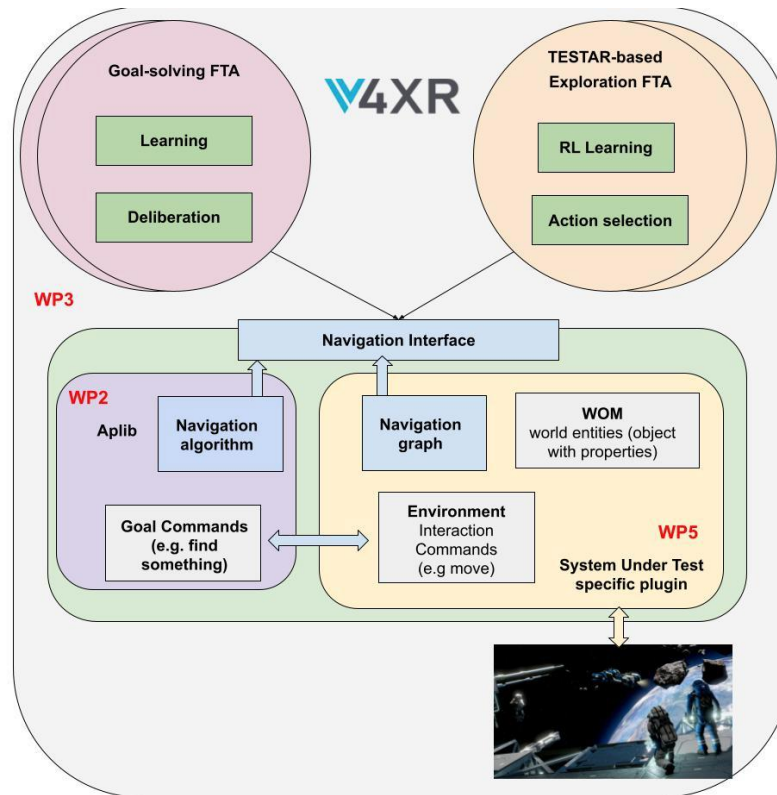 Goal-solving FTA
Learning
Deliberation
V4XR
TESTAR-based
Exploration FTA
RL Learning
Action selection
WP3
Navigation Interface
WP2
Aplib
Navigation
algorithm
Goal Commands
(e.g. find
something)
Navigation
graph
WOM
world entities (object
with properties)
Environment
Interaction
Commands
(e.g move)
WP5
System Under Test
specific plugin